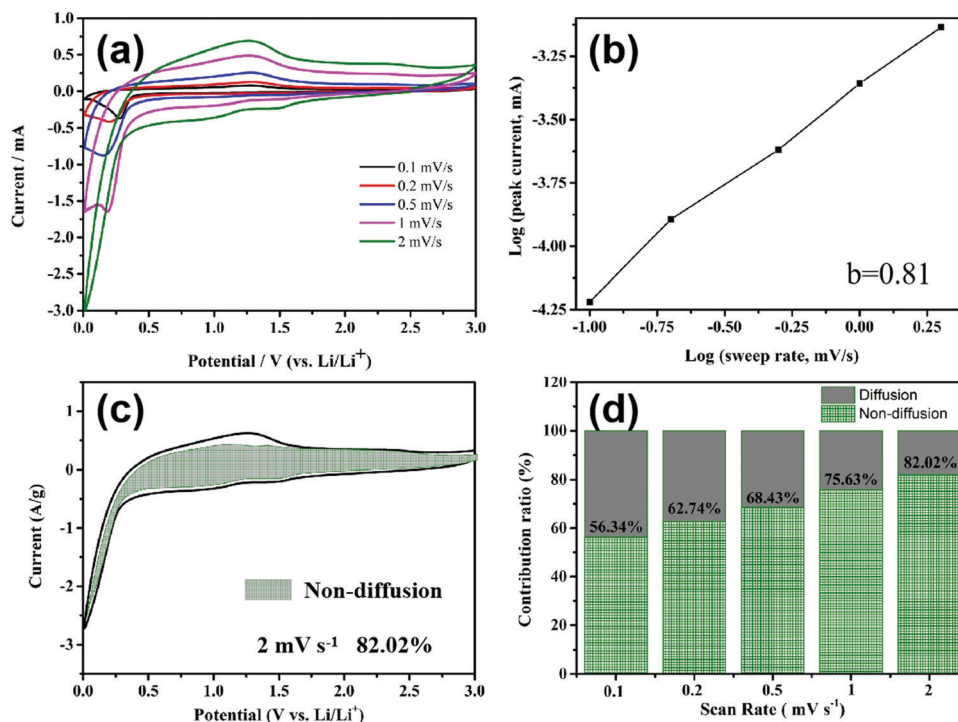 (a)
1.0
0.5
0.0
-0.5
-1.0
-1.5
-2.0
-2.5
-3.0
Current / mA
0.1 mV/s
0.2 mV/s
0.5 mV/s
1 mV/s
2 mV/s
0.0 0.5 1.0 1.5 2.0 2.5 3.0
Potential / V (vs. Li/Li+)
(b)
-3.25
-3.50
-3.75
-4.00
-4.25
Log (peak current, mA)
b=0.81
-1.00 -0.75 -0.50 -0.25 0.00 0.25
Log (sweep rate, mV/s)
(c)
1
0
-1
-2
-3
Current (A/g)
Non-diffusion
2 mV s-1 82.02%
0.0 0.5 1.0 1.5 2.0 2.5 3.0
Potential (V vs. Li/Li+)
(d)
120
100
80
60
40
20
0
Contribution ratio (%)
Diffusion
Non-diffusion
56.34%
62.74%
68.43%
75.63%
82.02%
0.1 0.2 0.5 1 2
Scan Rate ( mV s-1)